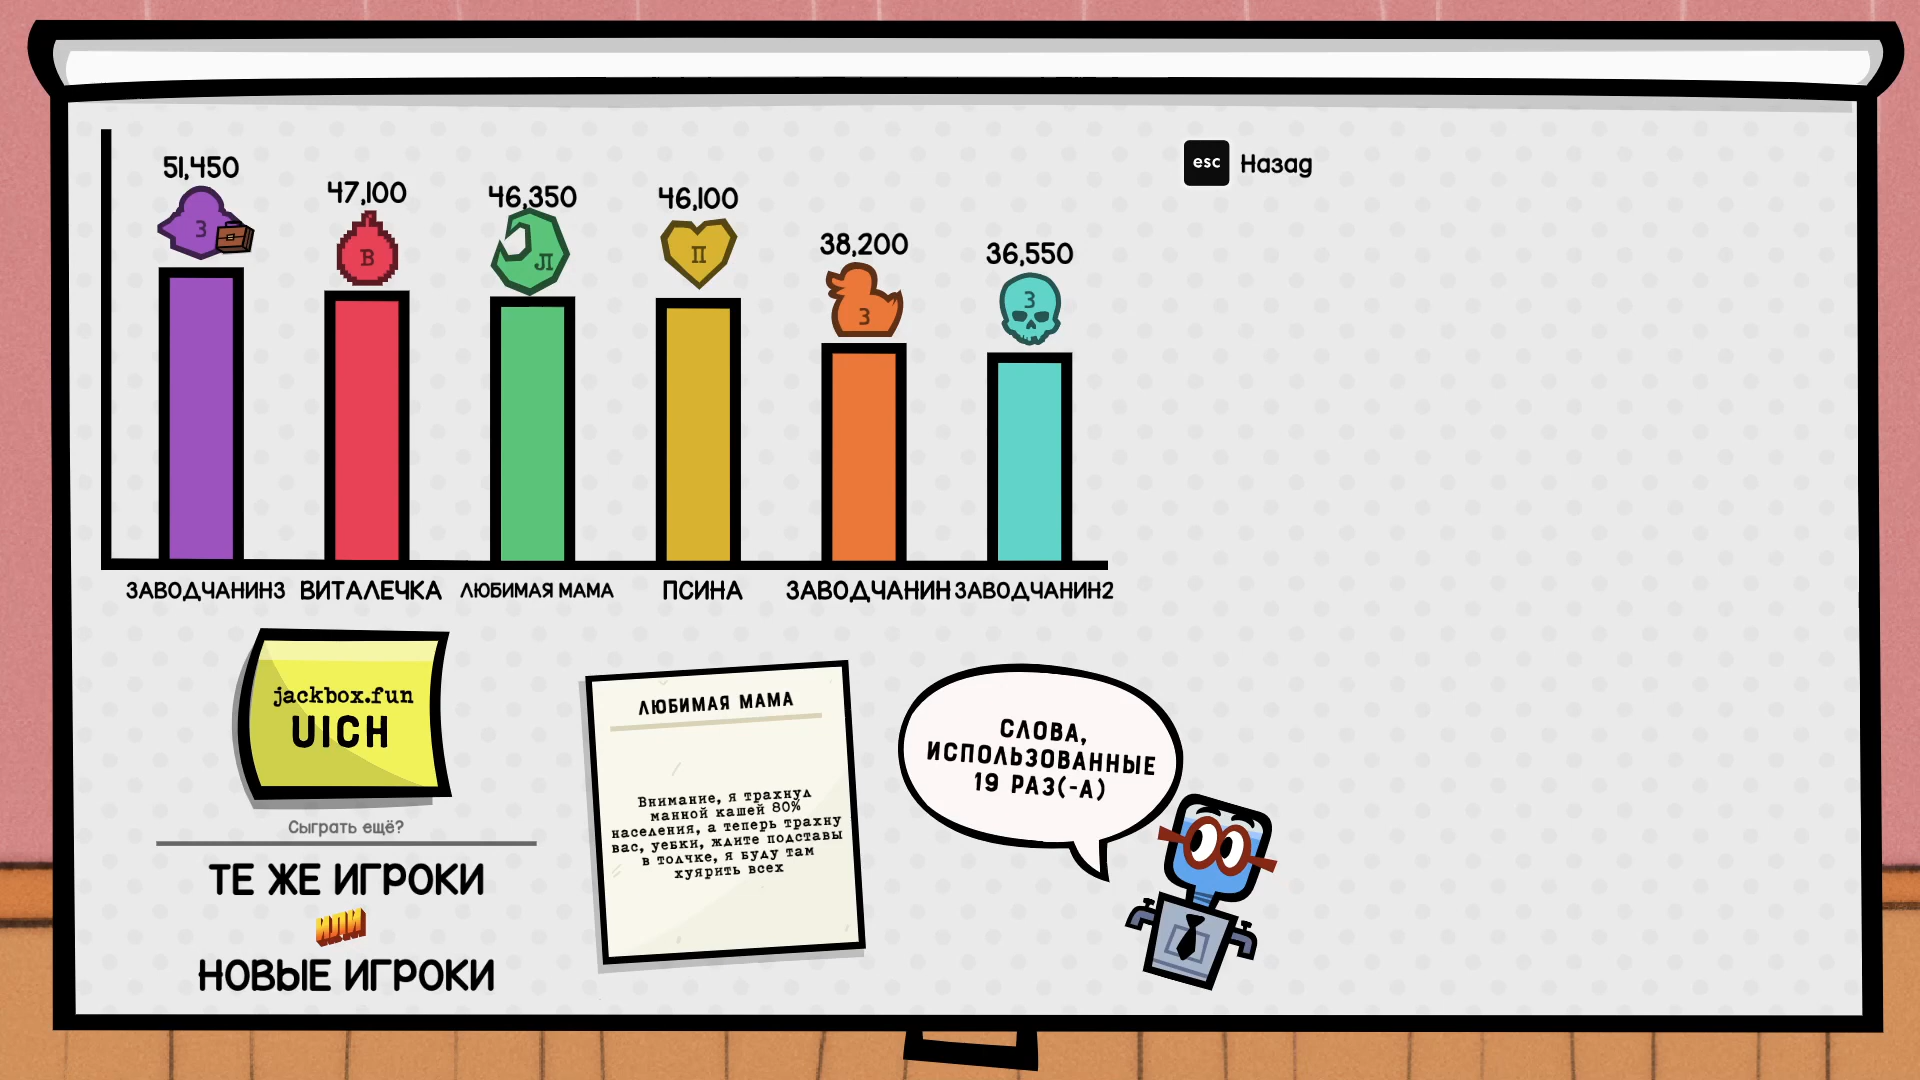 esc Назад
51,450
47,100
46,350
46,100
38,200
36,550
З
В
Л
П
З
З
ЗАВОДЧАНИН3
ВИТАЛЕЧКА
ЛЮБИМАЯ МАМА
ПСИНА
ЗАВОДЧАНИН
ЗАВОДЧАНИН2
jackbox.fun
UICH
Сыграть ещё?
ТЕ ЖЕ ИГРОКИ
ИЛИ
НОВЫЕ ИГРОКИ
ЛЮБИМАЯ МАМА
Внимание, я трахнул
манной кашей 80%
населения, а теперь трахну
вас, уебки, ждите подставы
в толчке, я буду там
хуярить всех
СЛОВА,
ИСПОЛЬЗОВАННЫЕ
19 РАЗ(-А)